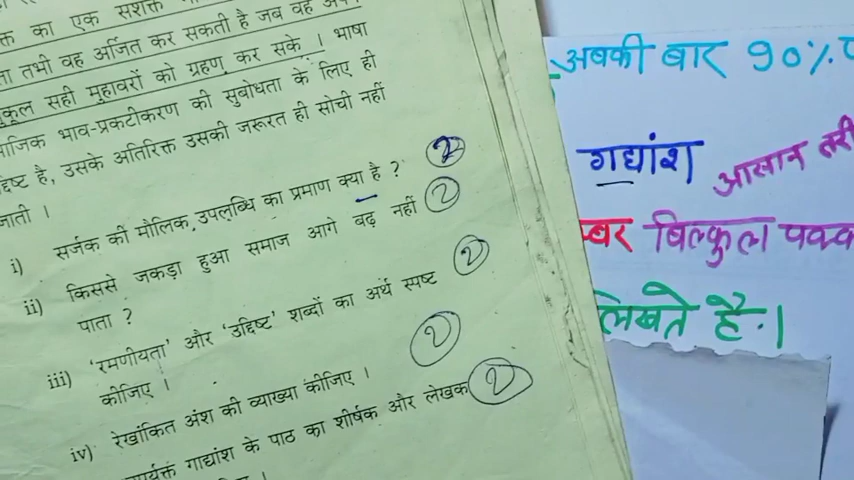 का एक सशक्त
तभी वह अर्जित कर सकती है जब वह
सही मुहावरों को ग्रहण कर सके । भाषा
भाव-प्रकटीकरण की सुबोधता के लिए ही
है, उसके अतिरिक्त उसकी जरूरत ही सोची नहीं
जाती ।
i) सर्जक की मौलिक उपलब्धि का प्रमाण क्या है ? 2
ii) किससे जकड़ा हुआ समाज आगे बढ़ नहीं 2
पाता ?
iii) 'रमणीयता' और 'उद्दिष्ट' शब्दों का अर्थ स्पष्ट 2
कीजिए ।
iv) रेखांकित अंश की व्याख्या कीजिए । 2
गाद्यांश के पाठ का शीर्षक और लेखक 2
अबकी बार 90%
गद्यांश आसान
बिल्कुल
लिखते है.।